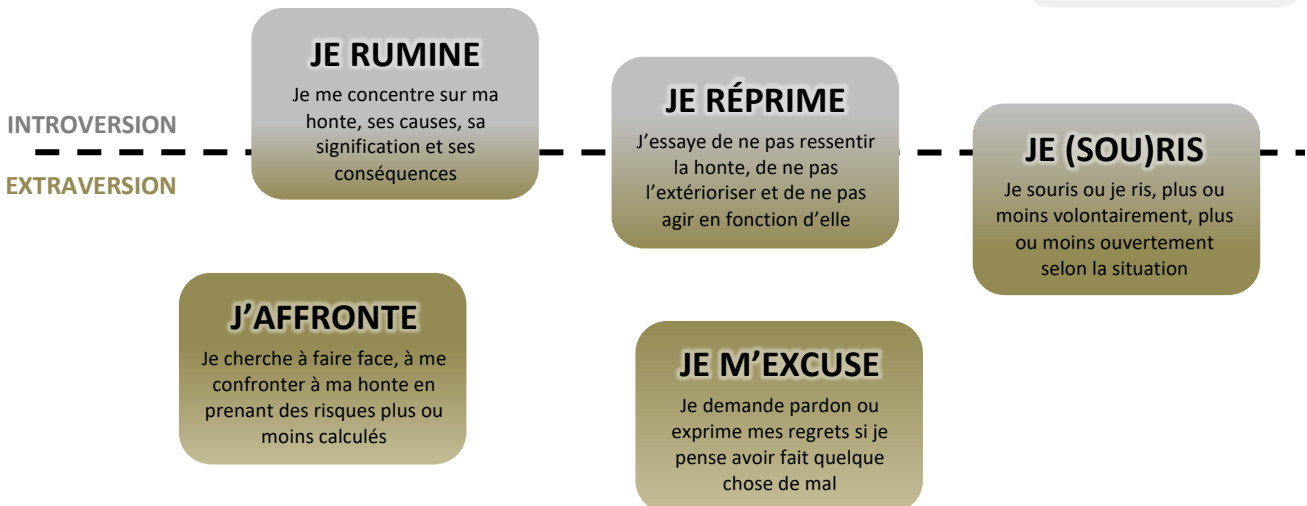 JE RUMINE
Je me concentre sur ma
honte, ses causes, sa
signification et ses
conséquences
JE RÉPRIME
J’essaye de ne pas ressentir
la honte, de ne pas
l’extérioriser et de ne pas
agir en fonction d’elle
JE (SOU)RIS
Je souris ou je ris, plus ou
moins volontairement, plus
ou moins ouvertement
selon la situation
INTROVERSION
EXTRAVERSION
J’AFFRONTE
Je cherche à faire face, à me
confronter à ma honte en
prenant des risques plus ou
moins calculés
JE M’EXCUSE
Je demande pardon ou
exprime mes regrets si je
pense avoir fait quelque
chose de mal